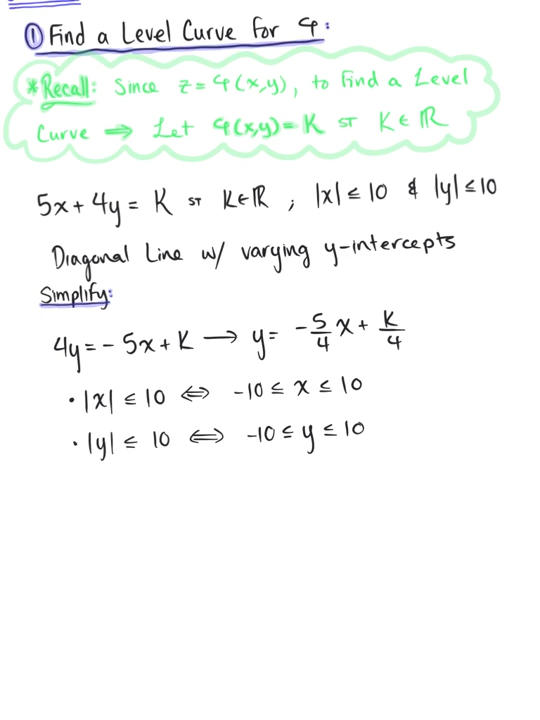 ① Find a Level Curve for φ:
*Recall: Since z = φ(x,y), to find a Level
Curve ⇒ Let φ(x,y) = K ST K ∈ ℝ
5x + 4y = K ST K ∈ ℝ ; |x| ≤ 10 & |y| ≤ 10
Diagonal Line w/ varying y-intercepts
Simplify:
4y = - 5x + K → y = -5/4 x + K/4
• |x| ≤ 10 ⇔ -10 ≤ x ≤ 10
• |y| ≤ 10 ⇔ -10 ≤ y ≤ 10